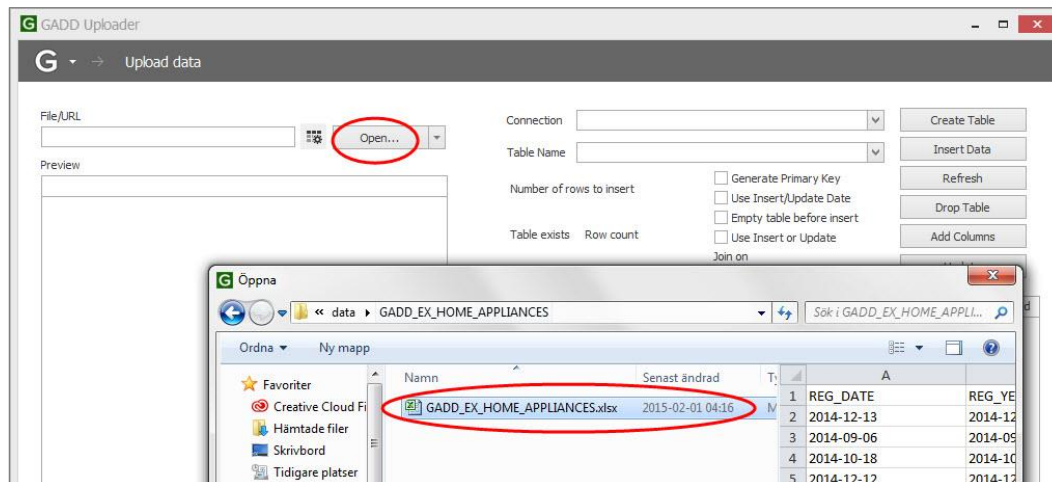 G GADD Uploader
G Upload data
File/URL
Open...
Preview
Connection
Table Name
Number of rows to insert
Table exists Row count
Generate Primary Key
Use Insert/Update Date
Empty table before insert
Use Insert or Update
Join on
Create Table
Insert Data
Refresh
Drop Table
Add Columns
d
G Öppna
« data ▸ GADD_EX_HOME_APPLIANCES
Sök i GADD_EX_HOME_APPLI...
Ordna Ny mapp
Favoriter
Creative Cloud Fi
Hämtade filer
Skrivbord
Tidigare platser
Namn Senast ändrad Ty
GADD_EX_HOME_APPLIANCES.xlsx 2015-02-01 04:16 M
A
1 REG_DATE REG_YE
2 2014-12-13 2014-12
3 2014-09-06 2014-09
4 2014-10-18 2014-10
5 2014-12-12 2014-12